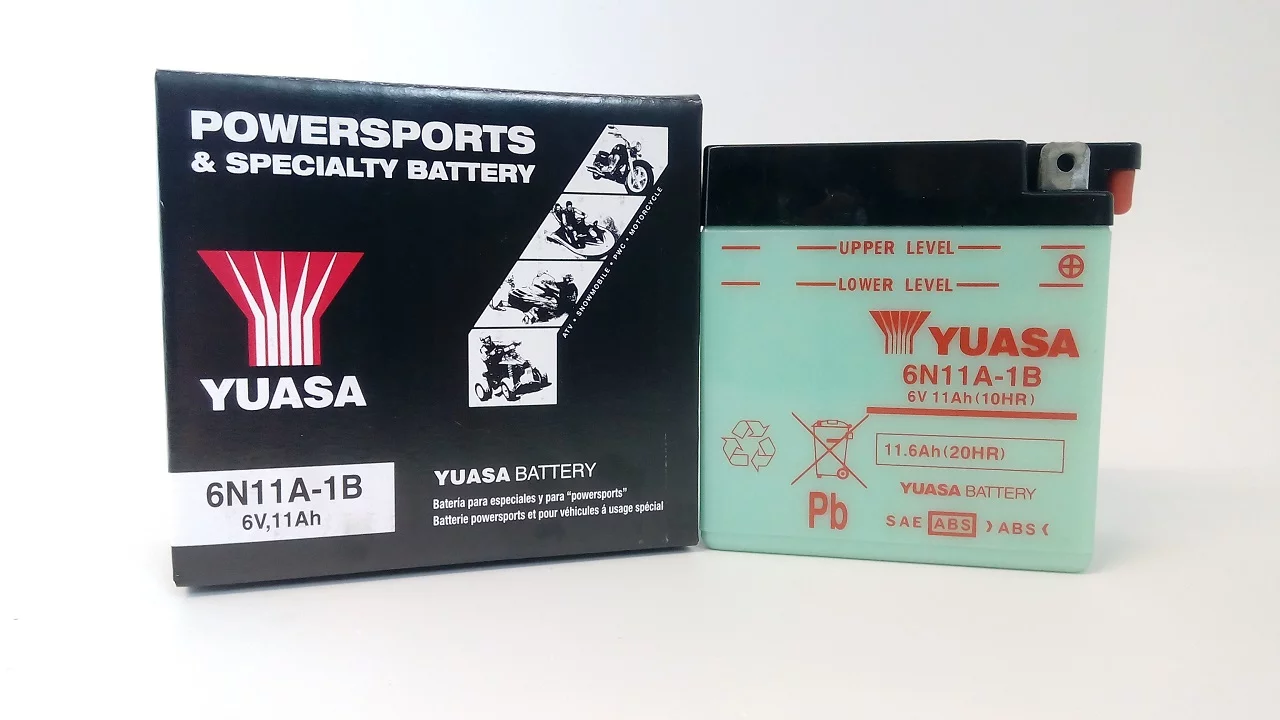 POWERSPORTS
& SPECIALTY BATTERY
ATV • SNOWMOBILE • PWC • MOTORCYCLE
YUASA
6N11A-1B
6V,11Ah
YUASA BATTERY
Batería para especiales y para “powersports”
Batterie powersports et pour véhicules á usage spécial
UPPER LEVEL
LOWER LEVEL
YUASA
6N11A-1B
6V 11Ah(10HR)
11.6Ah(20HR)
YUASA BATTERY
Pb
SAE ABS 〉ABS〈